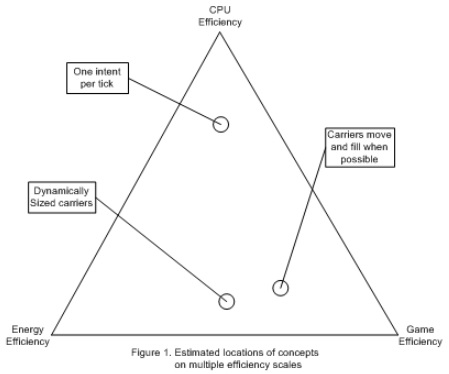 CPU
Efficiency
One intent
per tick
Carriers move
and fill when
possible
Dynamically
Sized carriers
Energy
Efficiency
Game
Efficiency
Figure 1. Estimated locations of concepts
on multiple efficiency scales